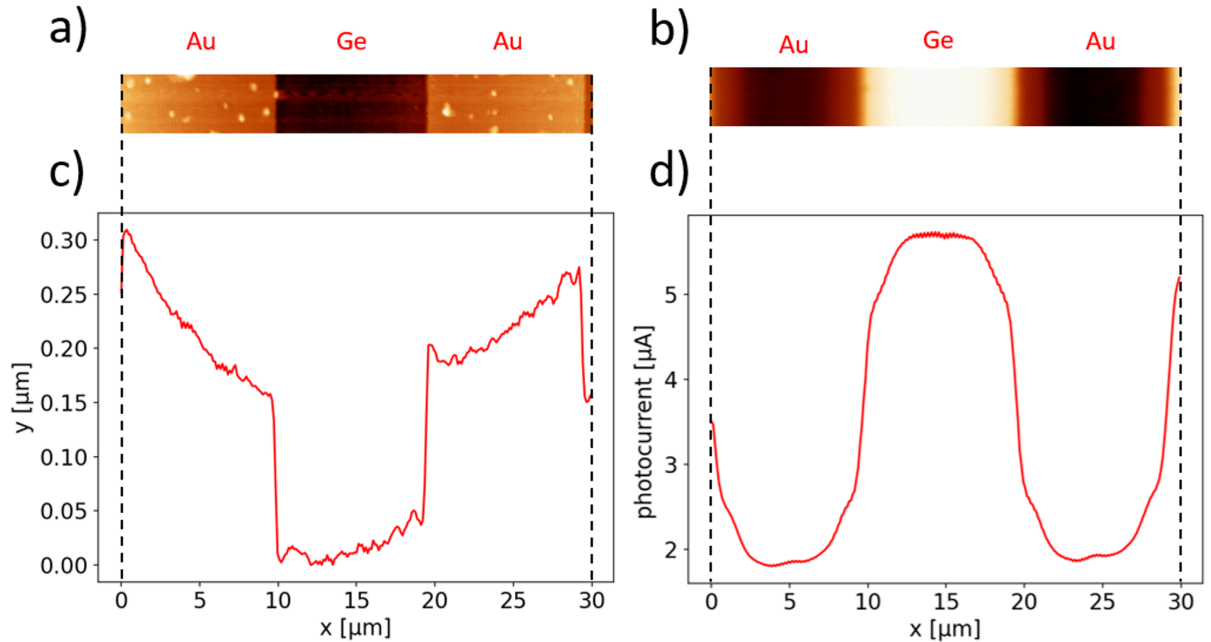 a)
Au Ge Au
b)
Au Ge Au
c)
y [µm]
0.30
0.25
0.20
0.15
0.10
0.05
0.00
0 5 10 15 20 25 30
x [µm]
d)
photocurrent [µA]
5
4
3
2
0 5 10 15 20 25 30
x [µm]